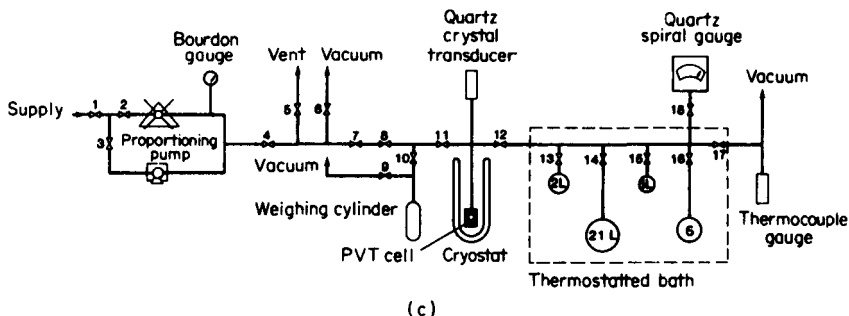 Quartz
crystal
transducer
Quartz
spiral gauge
Bourdon
gauge
Vent
Vacuum
Vacuum
Supply
1
2
3
Proportioning
pump
4
5
6
7
8
9
10
11
12
13
14
15
16
17
18
Vacuum
Weighing cylinder
PVT cell
Cryostat
2L
21 L
6
Thermocouple
gauge
Thermostatted bath
(c)